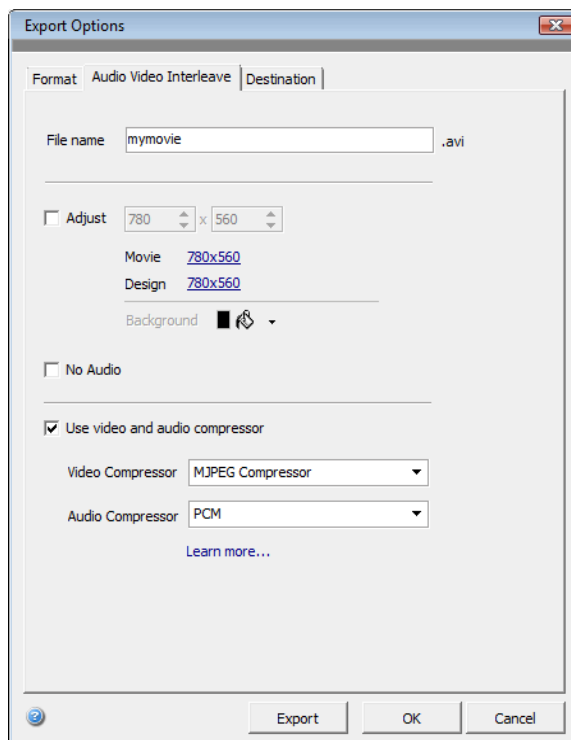 Export Options
Format Audio Video Interleave Destination
File name mymovie .avi
Adjust 780 x 560
Movie 780x560
Design 780x560
Background
No Audio
Use video and audio compressor
Video Compressor MJPEG Compressor
Audio Compressor PCM
Learn more...
? Export OK Cancel